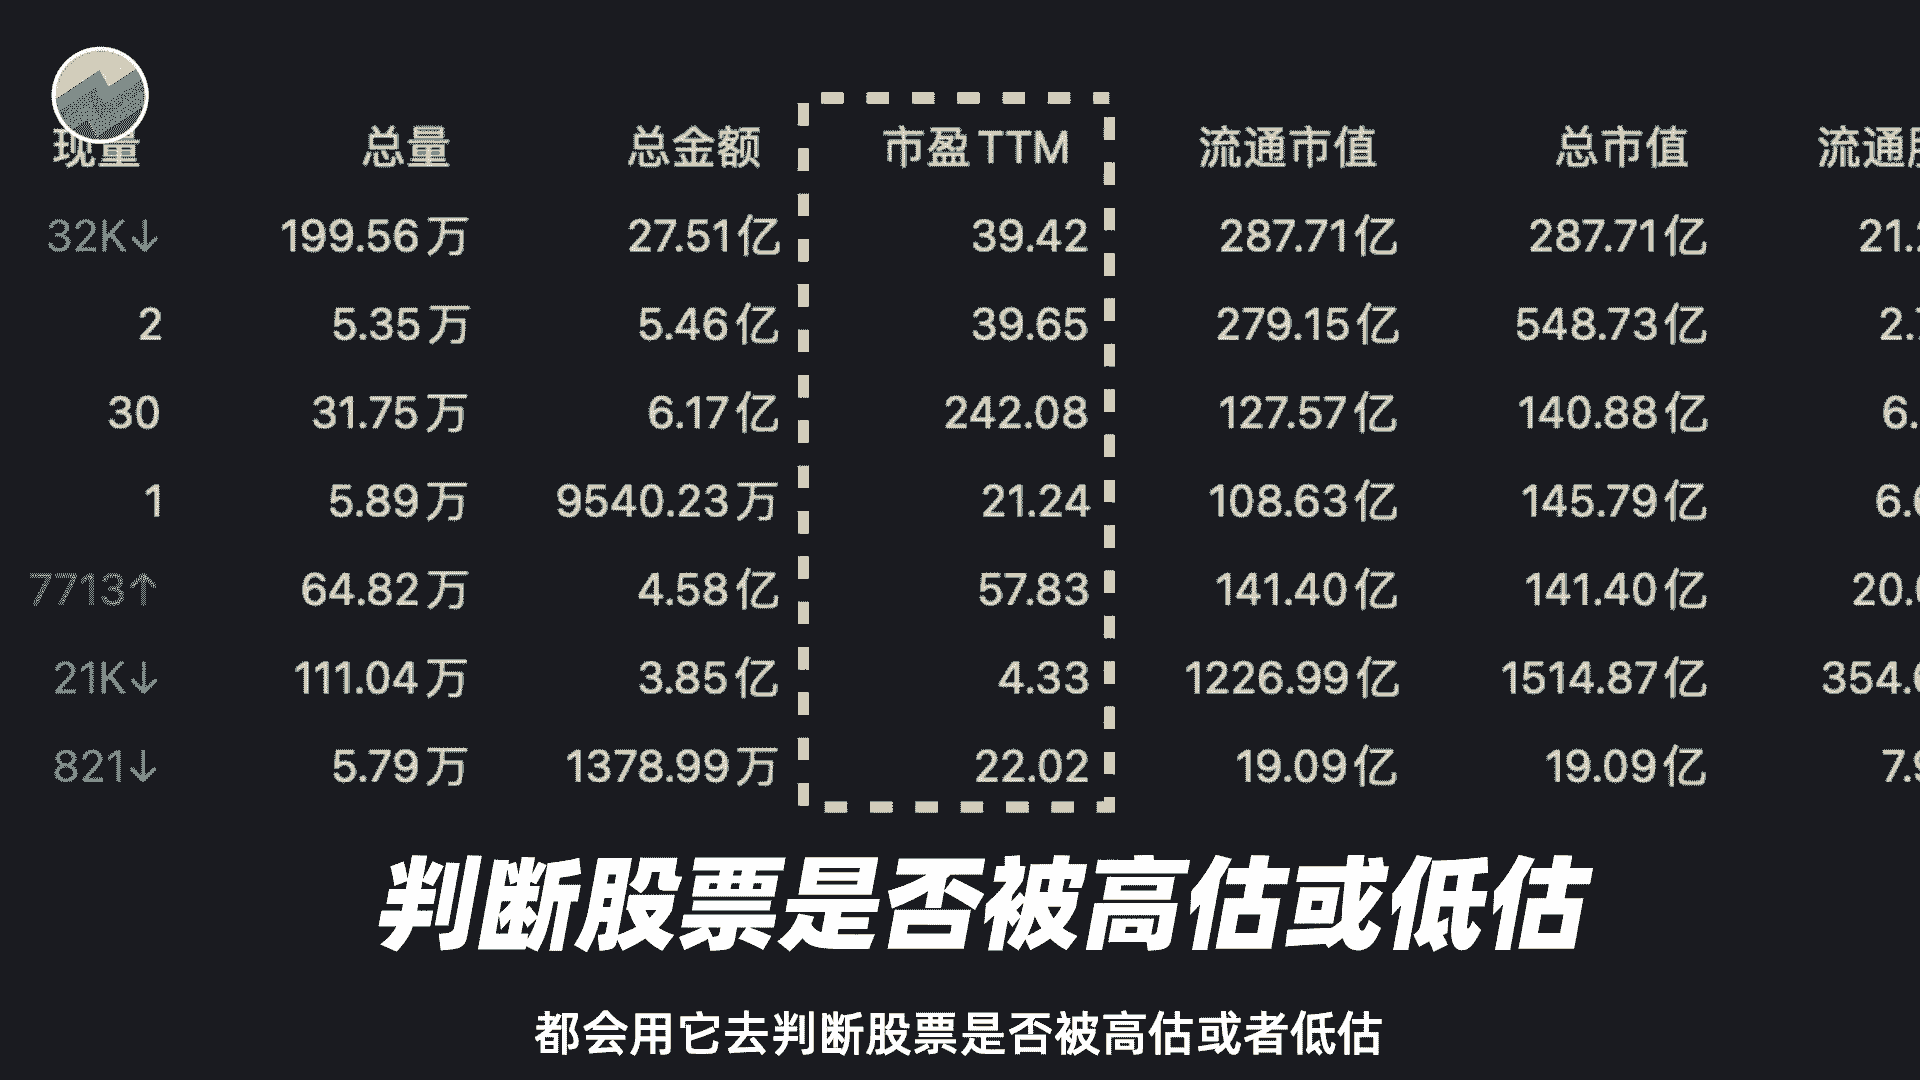 现量 总量 总金额 市盈TTM 流通市值 总市值 流通
32K↓ 199.56万 27.51亿 39.42 287.71亿 287.71亿 21.
2 5.35万 5.46亿 39.65 279.15亿 548.73亿 2.
30 31.75万 6.17亿 242.08 127.57亿 140.88亿 6.
1 5.89万 9540.23万 21.24 108.63亿 145.79亿 6.
7713↑ 64.82万 4.58亿 57.83 141.40亿 141.40亿 20.
21K↓ 111.04万 3.85亿 4.33 1226.99亿 1514.87亿 354.
821↓ 5.79万 1378.99万 22.02 19.09亿 19.09亿 7.
判断股票是否被高估或低估
都会用它去判断股票是否被高估或者低估